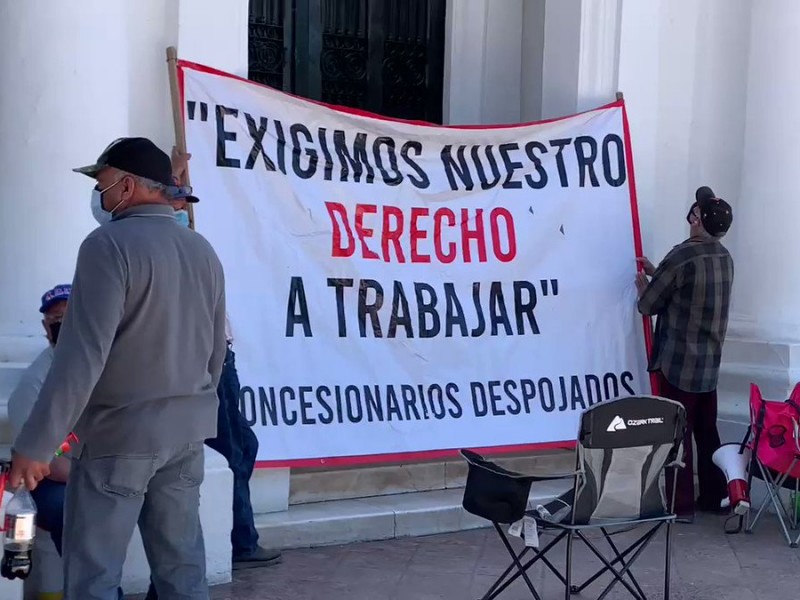 "EXIGIMOS NUESTRO
DERECHO
A TRABAJAR"
ONCESIONARIOS DESPOJADOS
OZARK TRAIL